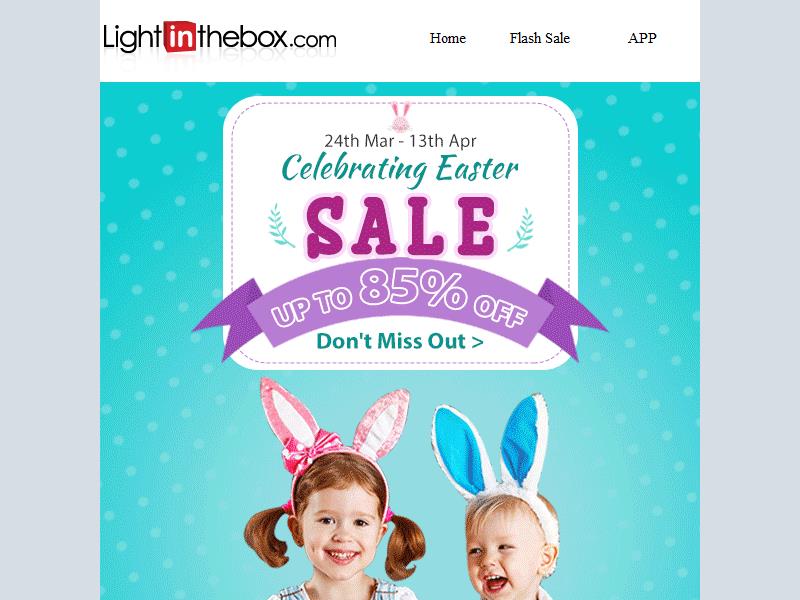 Lightinthebox.com
Home
Flash Sale
APP
24th Mar - 13th Apr
Celebrating Easter
SALE
UP TO 85% OFF
Don't Miss Out >